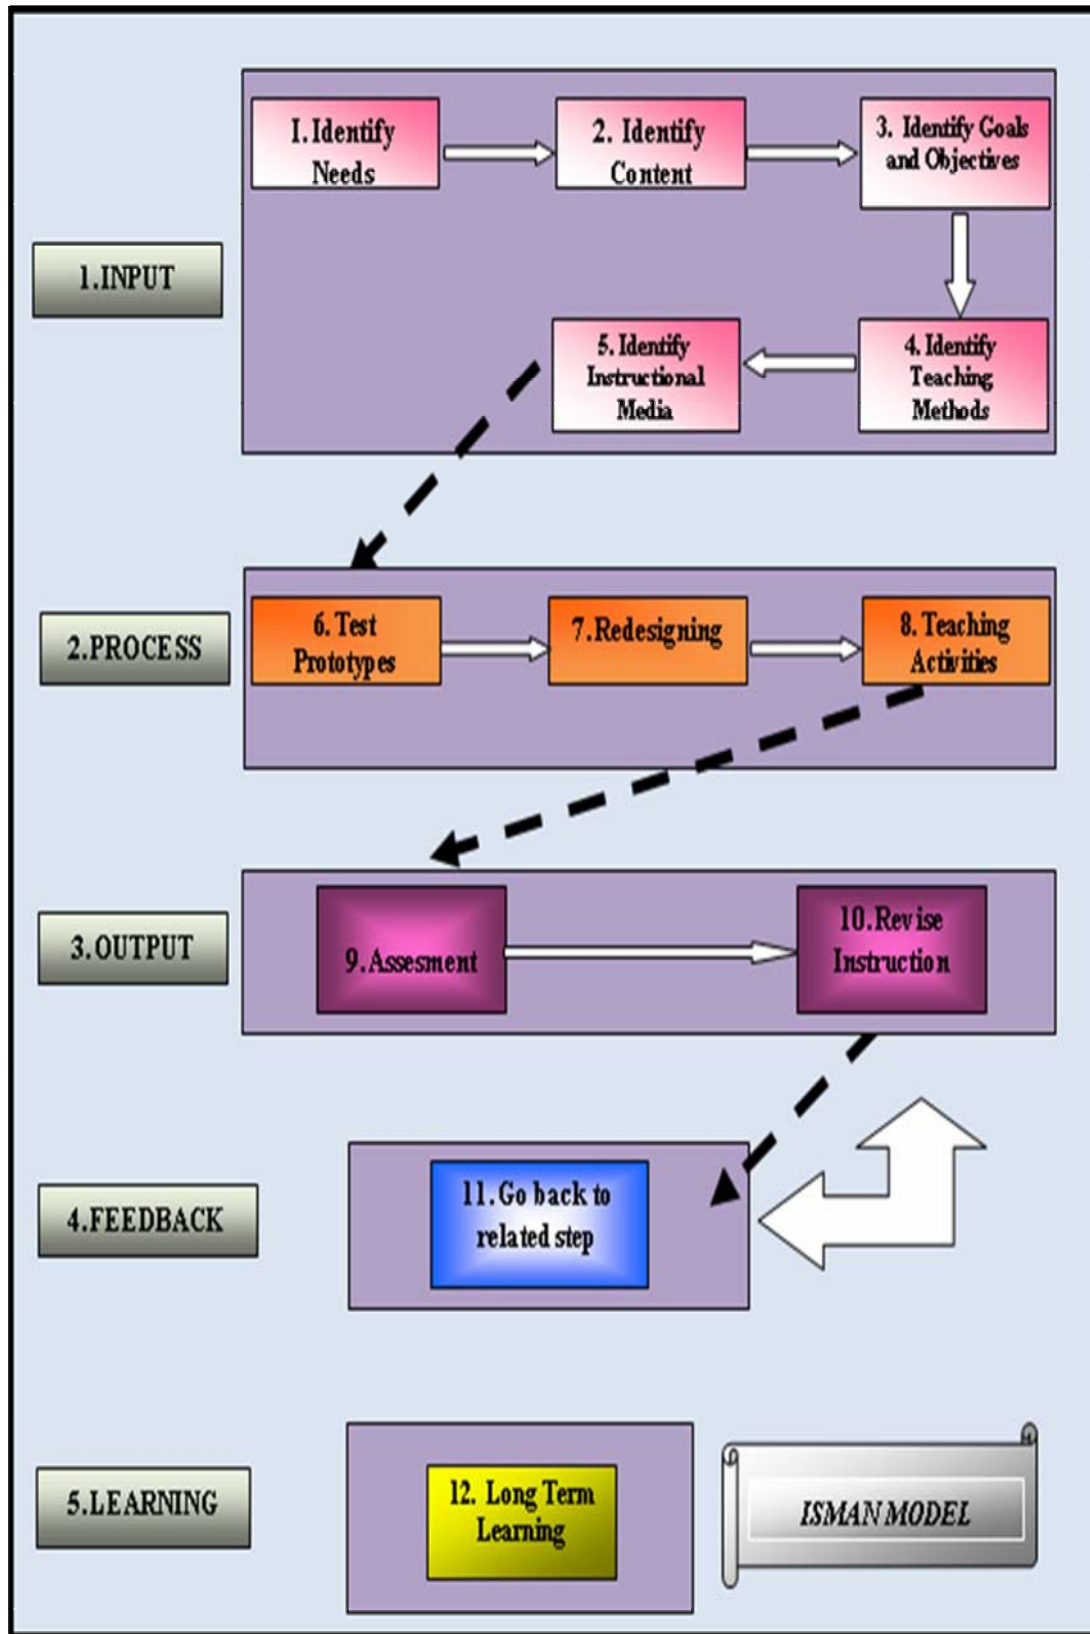 1.Identify
Needs
2. Identify
Content
3. Identify Goals
and Objectives
1.INPUT
5. Identify
Instructional
Media
4. Identify
Teaching
Methods
2.PROCESS
6. Test
Prototypes
7.Redesigning
8. Teaching
Activities
3.OUTPUT
9.Assesment
10.Revise
Instruction
4.FEEDBACK
11.Go back to
related step
5.LEARNING
12. Long Term
Learning
ISMAN MODEL